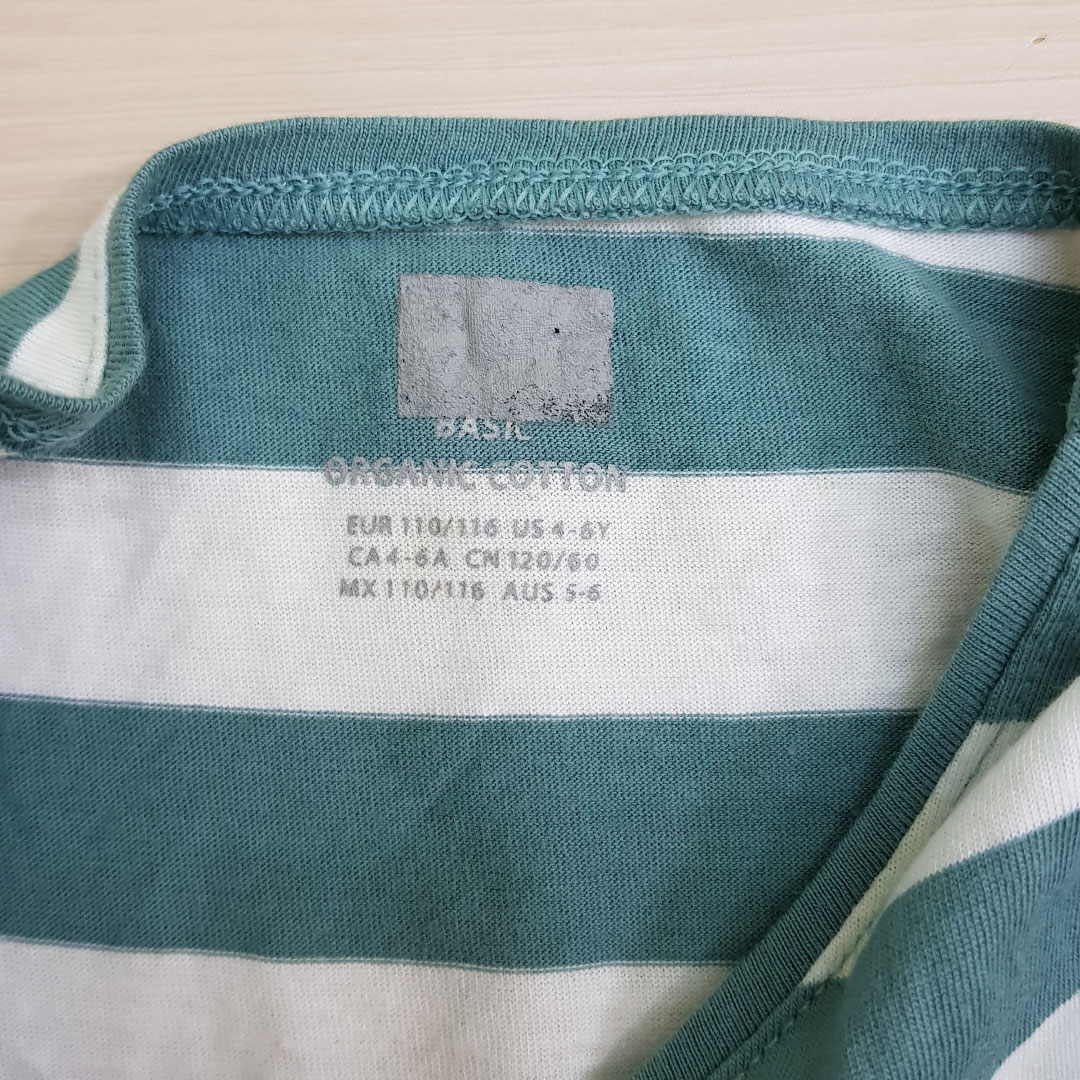 BASIC
ORGANIC COTTON
EUR 110/116 US 4-6Y
CA 4-6A CN 120/60
MX 110/116 AUS 5-6